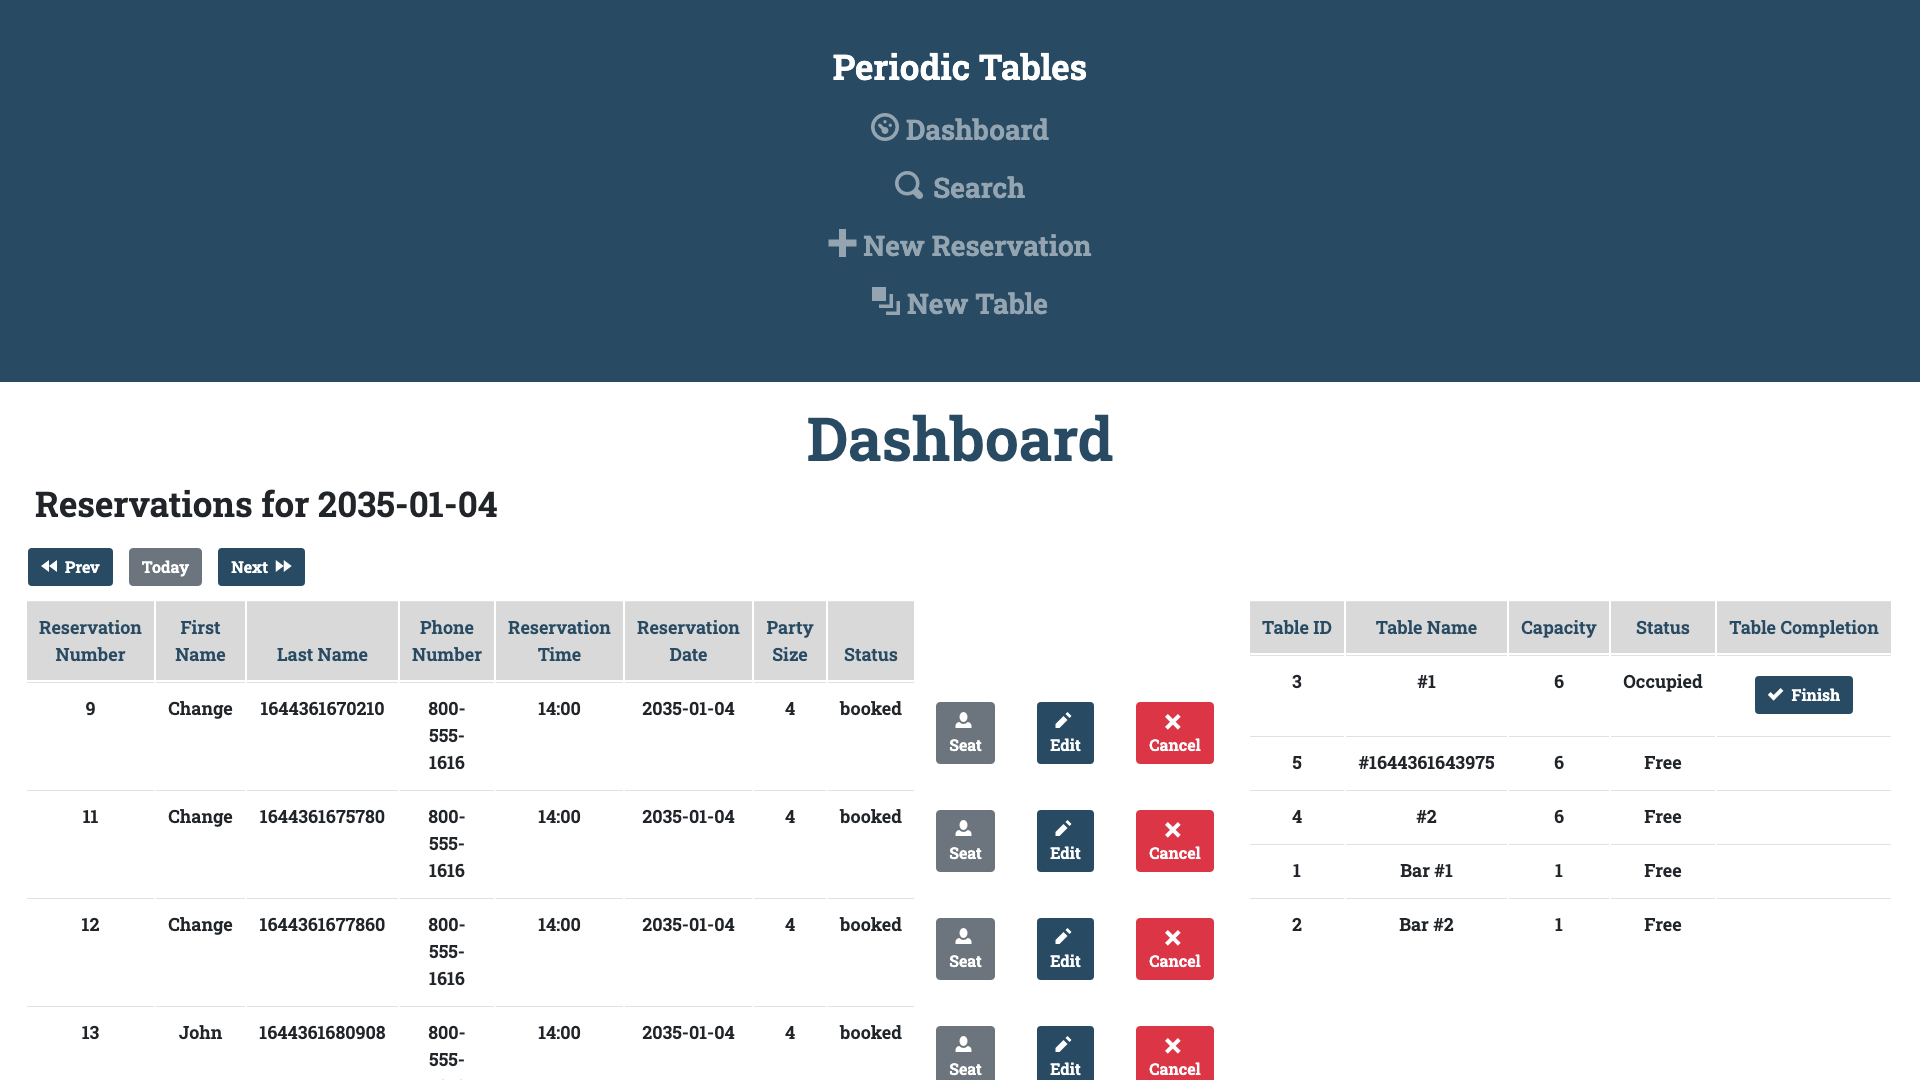 Periodic Tables
Dashboard
Search
New Reservation
New Table
Dashboard
Reservations for 2035-01-04
Prev Today Next
Reservation Number First Name Last Name Phone Number Reservation Time Reservation Date Party Size Status
9 Change 1644361670210 800-555-1616 14:00 2035-01-04 4 booked Seat Edit Cancel
11 Change 1644361675780 800-555-1616 14:00 2035-01-04 4 booked Seat Edit Cancel
12 Change 1644361677860 800-555-1616 14:00 2035-01-04 4 booked Seat Edit Cancel
13 John 1644361680908 800-555- 14:00 2035-01-04 4 booked Seat Edit Cancel
Table ID Table Name Capacity Status Table Completion
3 #1 6 Occupied Finish
5 #1644361643975 6 Free
4 #2 6 Free
1 Bar #1 1 Free
2 Bar #2 1 Free